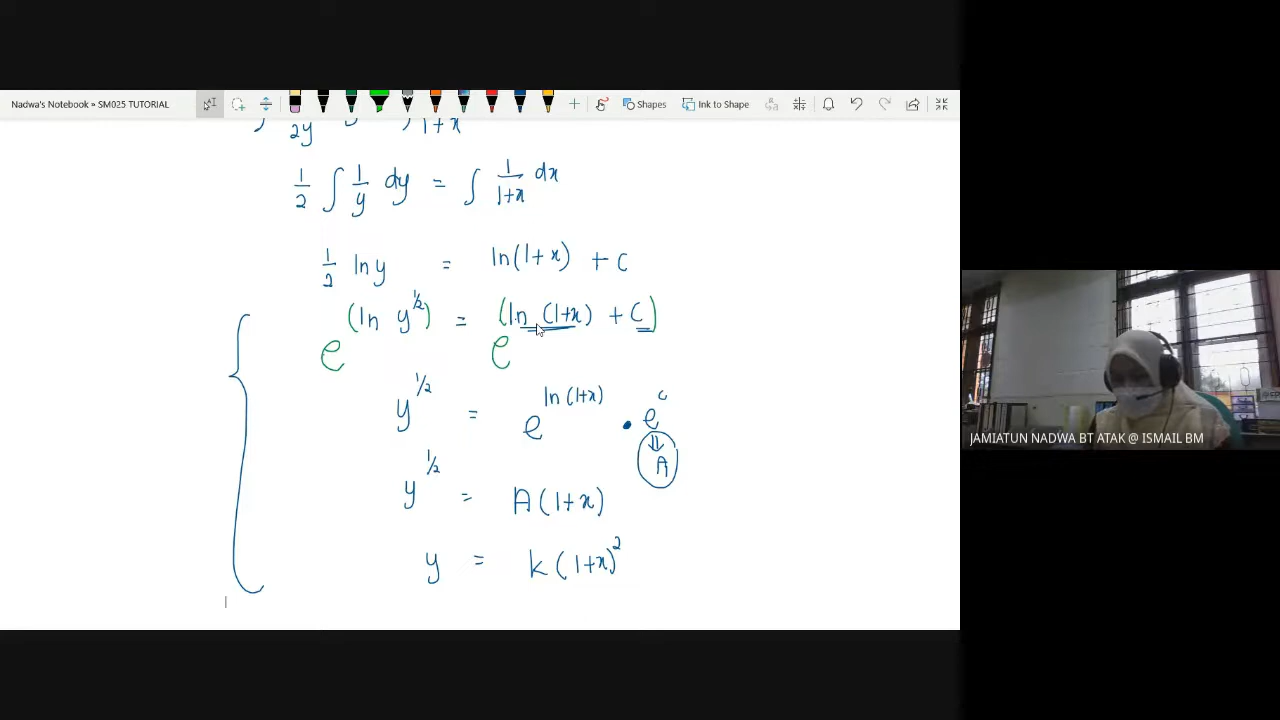 Nadwa's Notebook » SM025 TUTORIAL
Shapes
Ink to Shape
2y 1+x
1/2 ∫ 1/y dy = ∫ 1/(1+x) dx
1/2 ln y = ln(1+x) + C
e^(ln y^1/2) = e^(ln (1+x) + C)
y^1/2 = e^ln(1+x) • e^c
⇓
A
y^1/2 = A(1+x)
y = k(1+x)^2
JAMIATUN NADWA BT ATAK @ ISMAIL BM